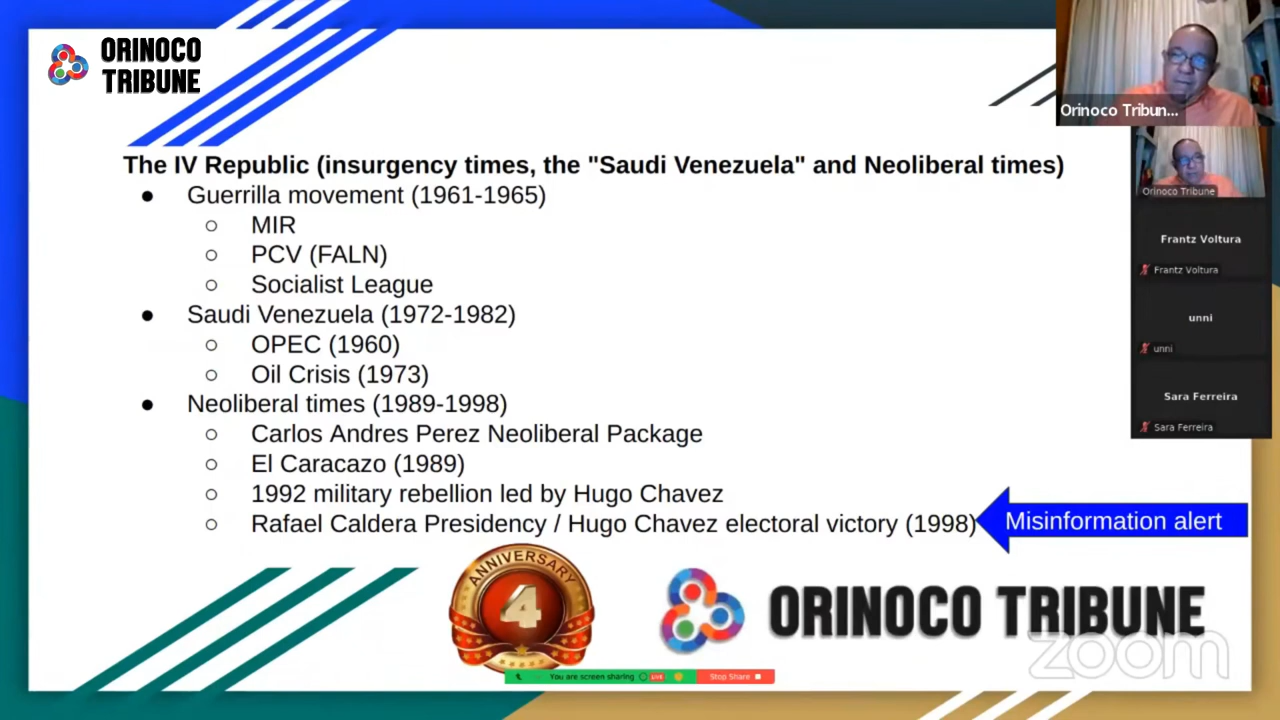 ORINOCO
TRIBUNE
The IV Republic (insurgency times, the "Saudi Venezuela" and Neoliberal times)
● Guerrilla movement (1961-1965)
○ MIR
○ PCV (FALN)
○ Socialist League
● Saudi Venezuela (1972-1982)
○ OPEC (1960)
○ Oil Crisis (1973)
● Neoliberal times (1989-1998)
○ Carlos Andres Perez Neoliberal Package
○ El Caracazo (1989)
○ 1992 military rebellion led by Hugo Chavez
○ Rafael Caldera Presidency / Hugo Chavez electoral victory (1998)
Misinformation alert
ANNIVERSARY
4
ORINOCO TRIBUNE
zoom
You are screen sharing
LIVE
Stop Share
Orinoco Tribun...
Orinoco Tribune
Frantz Voltura
Frantz Voltura
unni
unni
Sara Ferreira
Sara Ferreira